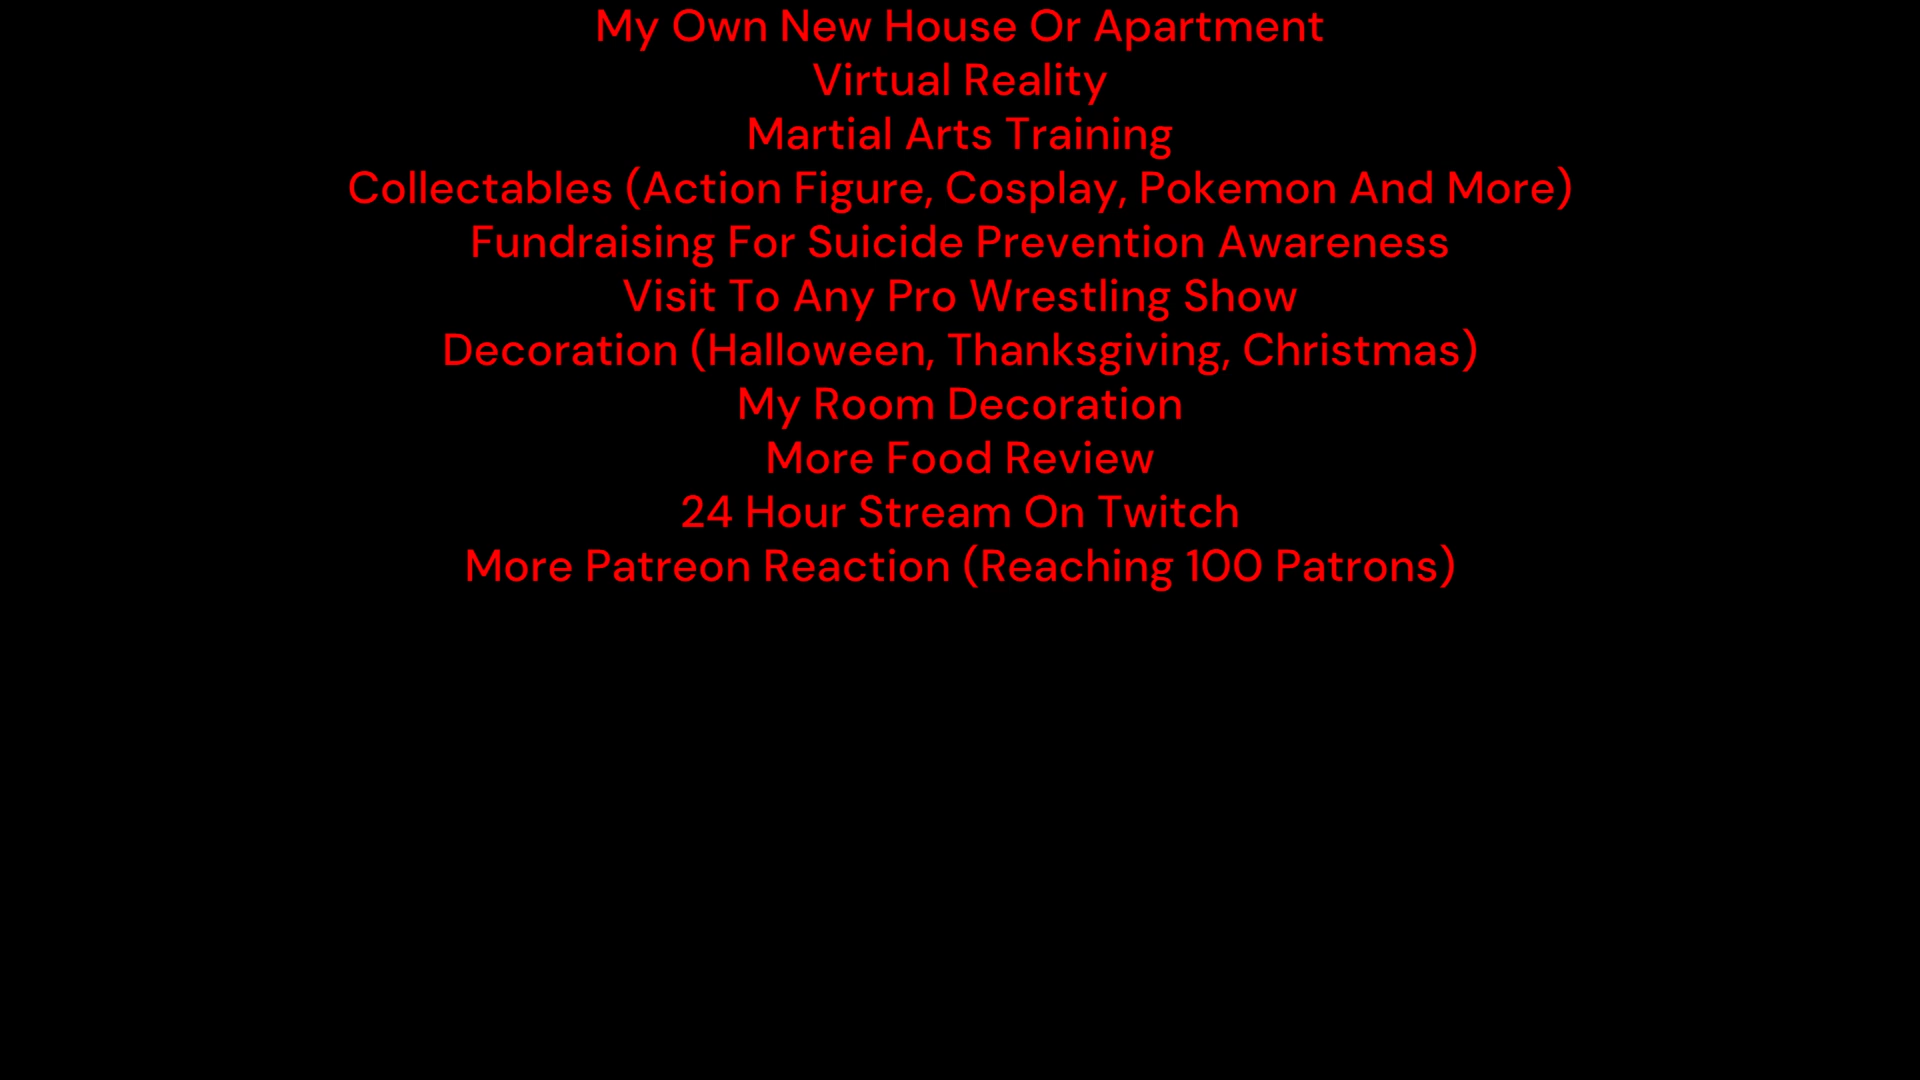 My Own New House Or Apartment
Virtual Reality
Martial Arts Training
Collectables (Action Figure, Cosplay, Pokemon And More)
Fundraising For Suicide Prevention Awareness
Visit To Any Pro Wrestling Show
Decoration (Halloween, Thanksgiving, Christmas)
My Room Decoration
More Food Review
24 Hour Stream On Twitch
More Patreon Reaction (Reaching 100 Patrons)